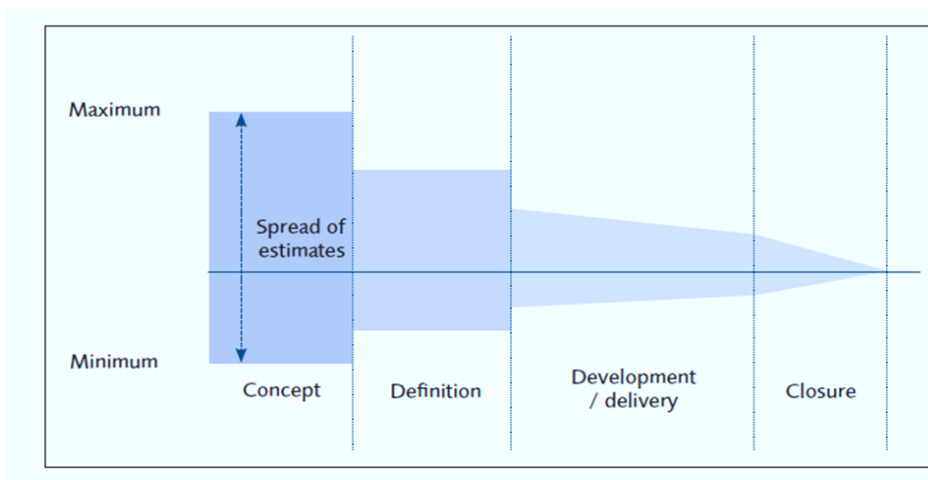 Maximum
Spread of
estimates
Minimum
Concept
Definition
Development
/ delivery
Closure